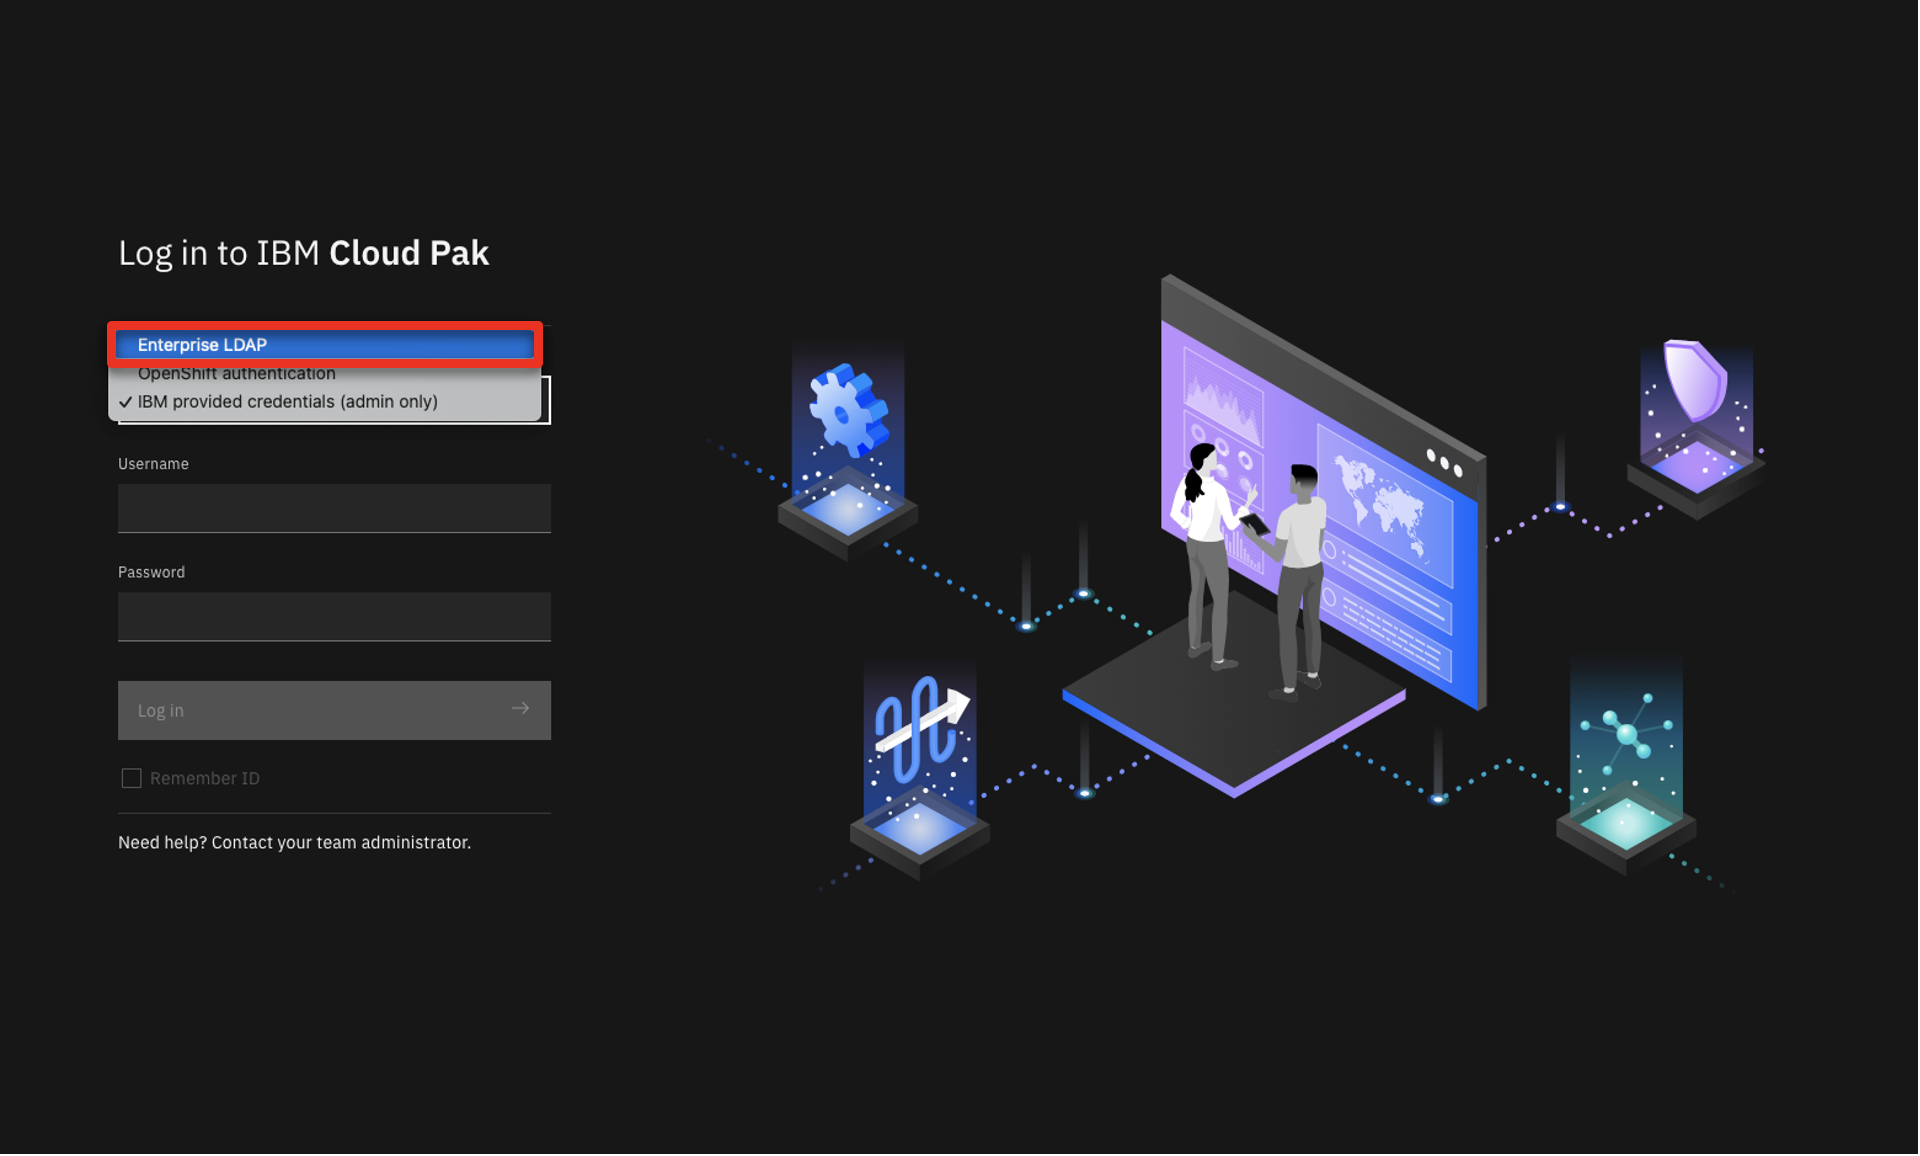 Log in to IBM Cloud Pak
Enterprise LDAP
OpenShift authentication
✓ IBM provided credentials (admin only)
Username
Password
Log in
Remember ID
Need help? Contact your team administrator.